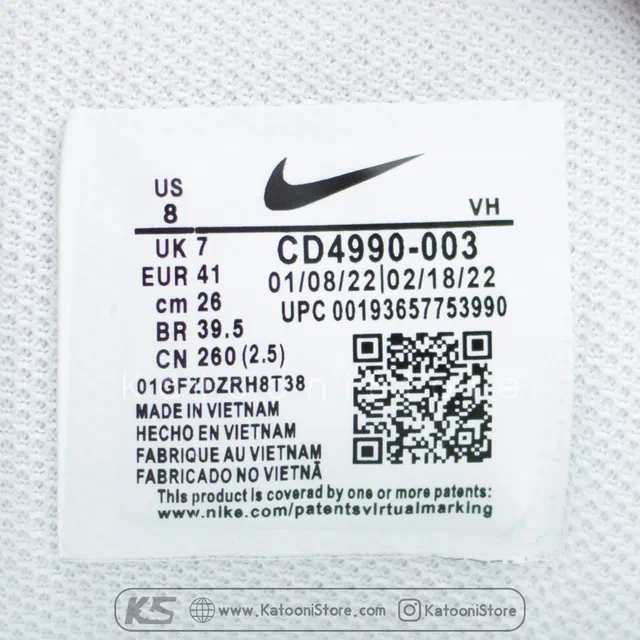 US
8
VH
UK 7
EUR 41
cm 26
BR 39.5
CN 260 (2.5)
CD4990-003
01/08/22|02/18/22
UPC 00193657753990
01GFZDZRH8T38
MADE IN VIETNAM
HECHO EN VIETNAM
FABRIQUE AU VIETNAM
FABRICADO NO VIETNÃ
This product is covered by one or more patents:
www.nike.com/patentsvirtualmarking
KS www.KatooniStore.com KatooniStore